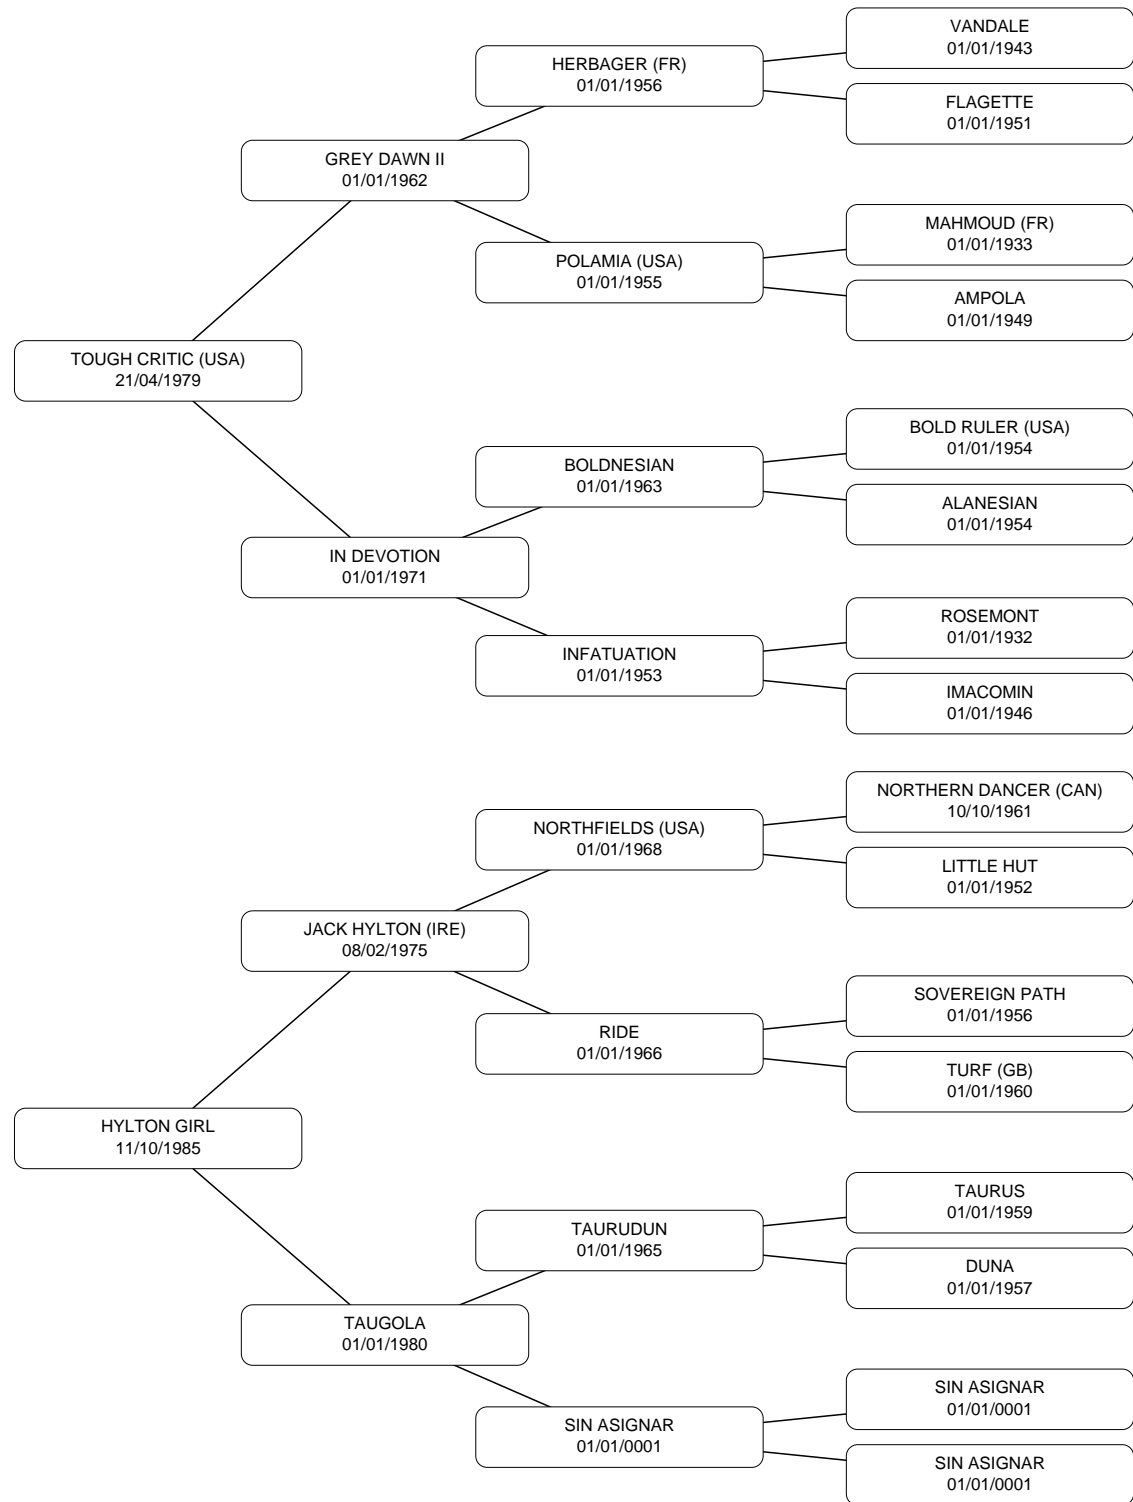 VANDALE
01/01/1943
HERBAGER (FR)
01/01/1956
FLAGETTE
01/01/1951
GREY DAWN II
01/01/1962
MAHMOUD (FR)
01/01/1933
POLAMIA (USA)
01/01/1955
AMPOLA
01/01/1949
TOUGH CRITIC (USA)
21/04/1979
BOLD RULER (USA)
01/01/1954
BOLDNESIAN
01/01/1963
ALANESIAN
01/01/1954
IN DEVOTION
01/01/1971
ROSEMONT
01/01/1932
INFATUATION
01/01/1953
IMACOMIN
01/01/1946
NORTHERN DANCER (CAN)
10/10/1961
NORTHFIELDS (USA)
01/01/1968
LITTLE HUT
01/01/1952
JACK HYLTON (IRE)
08/02/1975
SOVEREIGN PATH
01/01/1956
RIDE
01/01/1966
TURF (GB)
01/01/1960
HYLTON GIRL
11/10/1985
TAURUS
01/01/1959
TAURUDUN
01/01/1965
DUNA
01/01/1957
TAUGOLA
01/01/1980
SIN ASIGNAR
01/01/0001
SIN ASIGNAR
01/01/0001
SIN ASIGNAR
01/01/0001